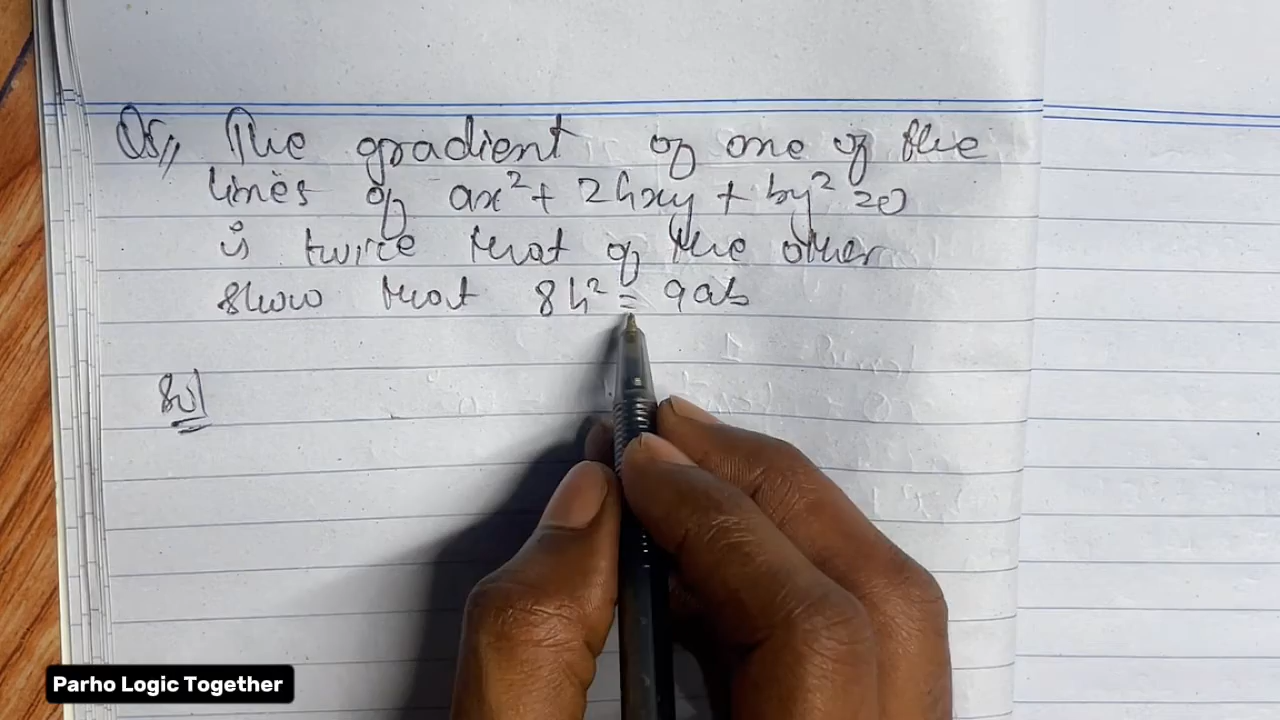 Q5,, The gradient of one of the
lines of ax² + 2hxy + by² = 0
is twice that of the other
show that 8h² = 9ab
Sol
Parho Logic Together